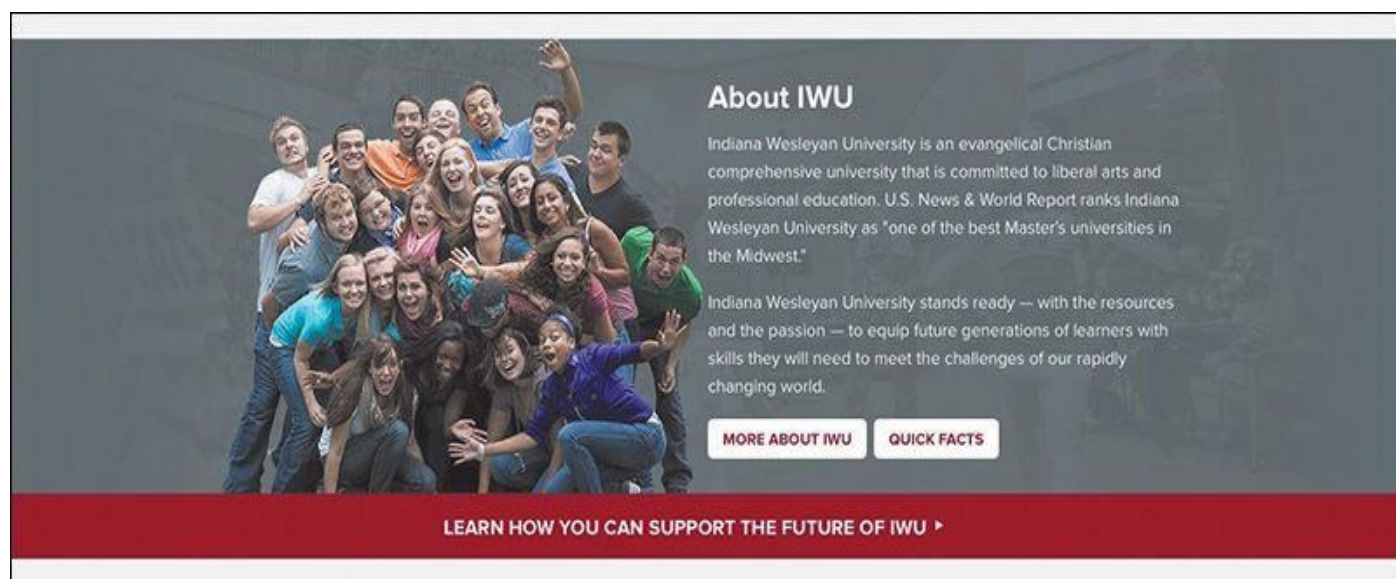 About IWU
Indiana Wesleyan University is an evangelical Christian
comprehensive university that is committed to liberal arts and
professional education. U.S. News & World Report ranks Indiana
Wesleyan University as "one of the best Master's universities in
the Midwest."
Indiana Wesleyan University stands ready — with the resources
and the passion — to equip future generations of learners with
skills they will need to meet the challenges of our rapidly
changing world.
MORE ABOUT IWU QUICK FACTS
LEARN HOW YOU CAN SUPPORT THE FUTURE OF IWU